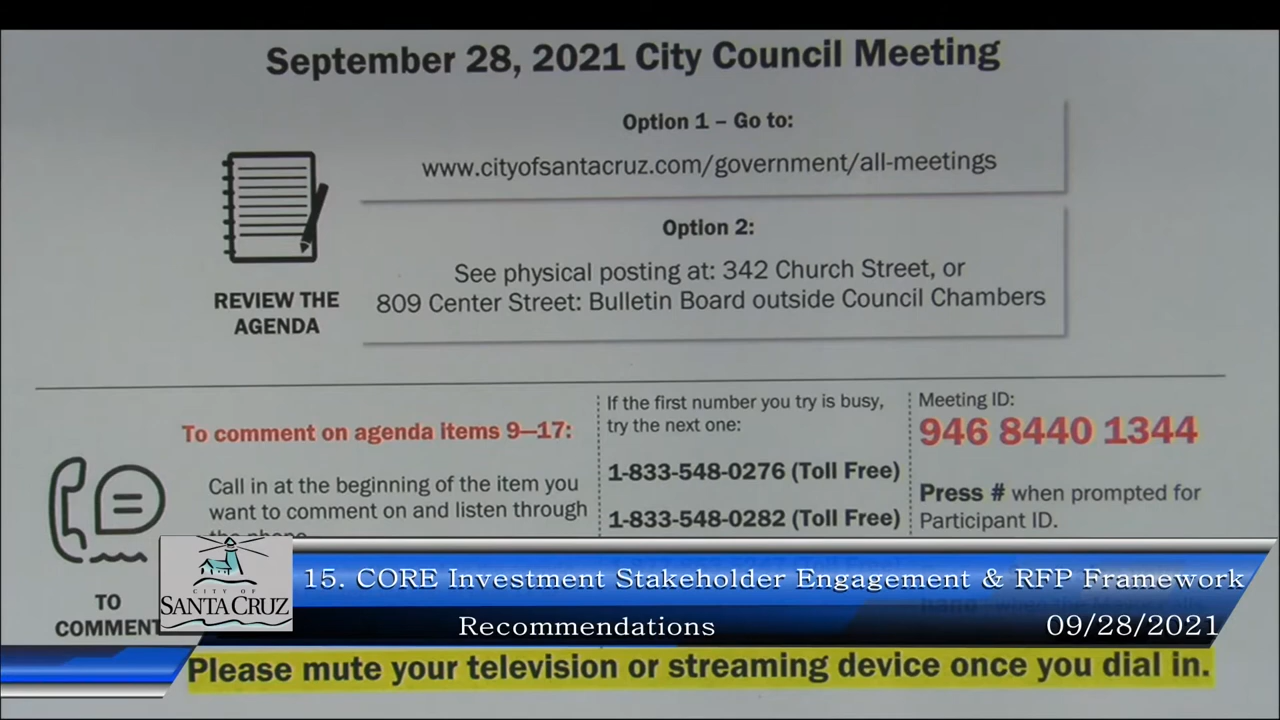 September 28, 2021 City Council Meeting
Option 1 – Go to:
www.cityofsantacruz.com/government/all-meetings
Option 2:
See physical posting at: 342 Church Street, or
809 Center Street: Bulletin Board outside Council Chambers
REVIEW THE
AGENDA
To comment on agenda items 9–17:
Call in at the beginning of the item you
want to comment on and listen through
the phone
If the first number you try is busy,
try the next one:
1-833-548-0276 (Toll Free)
1-833-548-0282 (Toll Free)
Meeting ID:
946 8440 1344
Press # when prompted for
Participant ID.
TO
COMMENT
CITY OF
SANTA CRUZ
15. CORE Investment Stakeholder Engagement & RFP Framework
Recommendations
09/28/2021
Please mute your television or streaming device once you dial in.